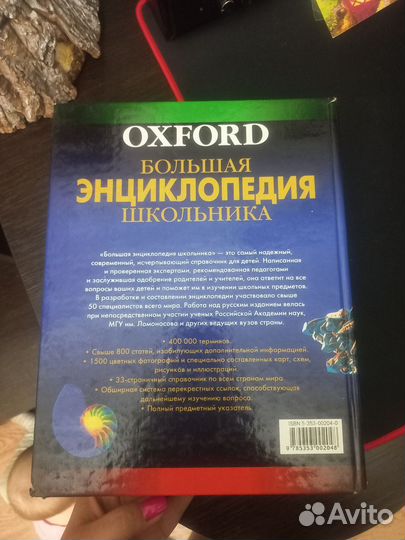 OXFORD
БОЛЬШАЯ
ЭНЦИКЛОПЕДИЯ
ШКОЛЬНИКА
«Большая энциклопедия школьника» — это самый надежный,
современный, исчерпывающий справочник для детей. Написанная
и проверенная экспертами, рекомендованная педагогами
и заслужившая одобрение родителей и учителей, она ответит на все
вопросы ваших детей и поможет им в изучении школьных предметов.
В разработке и составлении энциклопедии участвовало свыше
50 специалистов всего мира. Работа над русским изданием велась
при непосредственном участии ученых Российской Академии наук,
МГУ им. Ломоносова и других ведущих вузов страны.
• 400 000 терминов.
• Свыше 800 статей, изобилующих дополнительной информацией.
• 1500 цветных фотографий и специально составленных карт, схем,
рисунков и иллюстраций.
• 33-страничный справочник по всем странам мира.
• Обширная система перекрестных ссылок, способствующая
дальнейшему изучению вопроса.
• Полный предметный указатель.
ISBN 5-353-00204-0
9 785353 002048
Avito